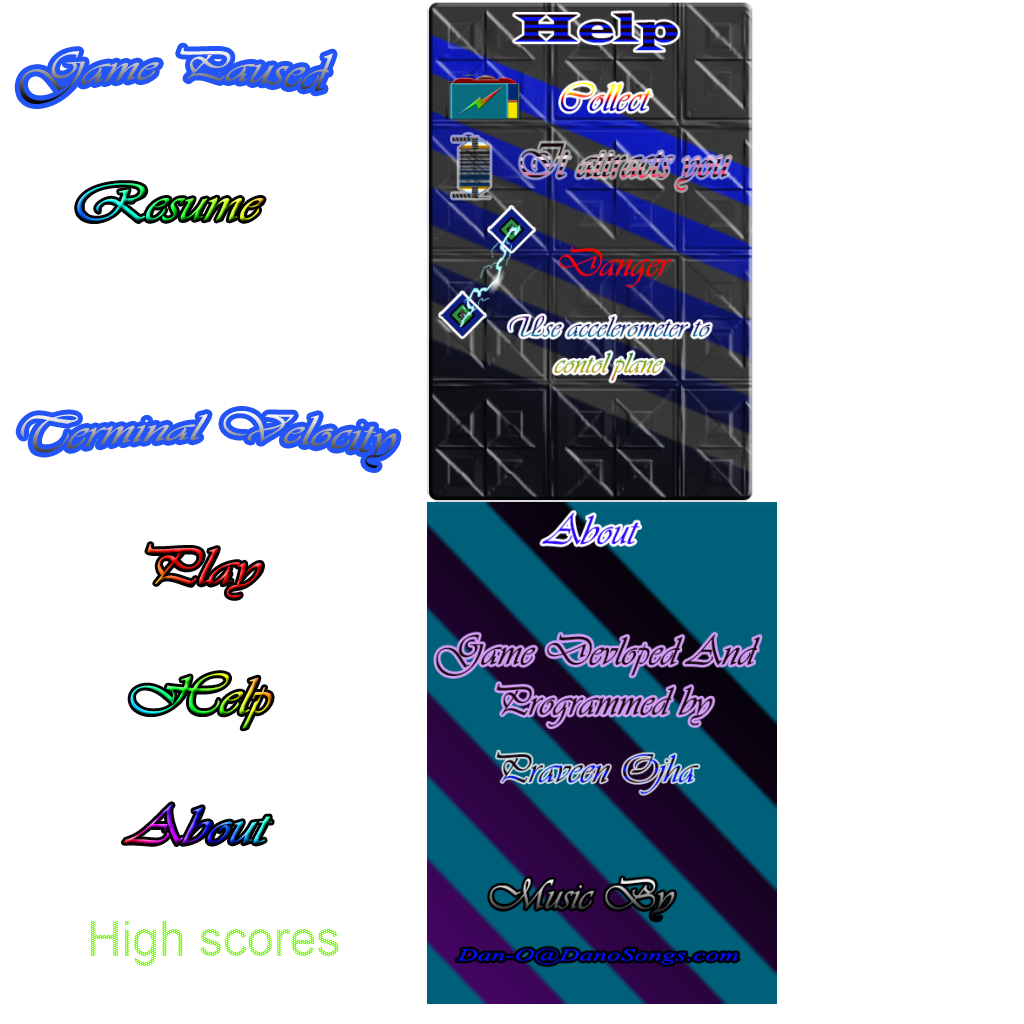 Game Paused
Resume
Terminal Velocity
Play
Help
About
High scores
Help
Collect
It attracts you
Danger
Use accelerometer to
contol plane
About
Game Devloped And
Programmed by
Praveen Ojha
Music By
Dan-O@DanoSongs.com